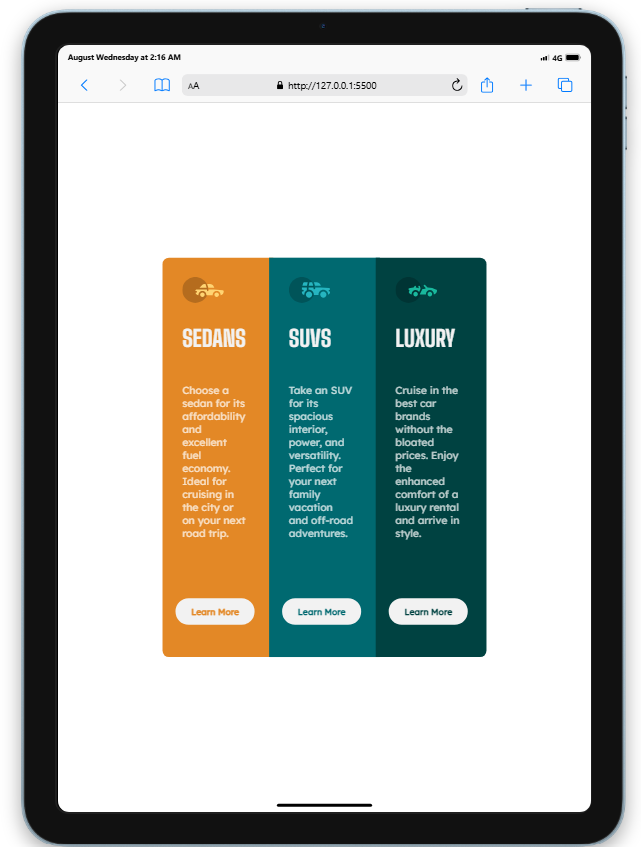 August Wednesday at 2:16 AM
4G
AA
http://127.0.0.1:5500
SEDANS
Choose a
sedan for its
affordability
and
excellent
fuel
economy.
Ideal for
cruising in
the city or
on your next
road trip.
Learn More
SUVS
Take an SUV
for its
spacious
interior,
power, and
versatility.
Perfect for
your next
family
vacation
and off-road
adventures.
Learn More
LUXURY
Cruise in the
best car
brands
without the
bloated
prices. Enjoy
the
enhanced
comfort of a
luxury rental
and arrive in
style.
Learn More